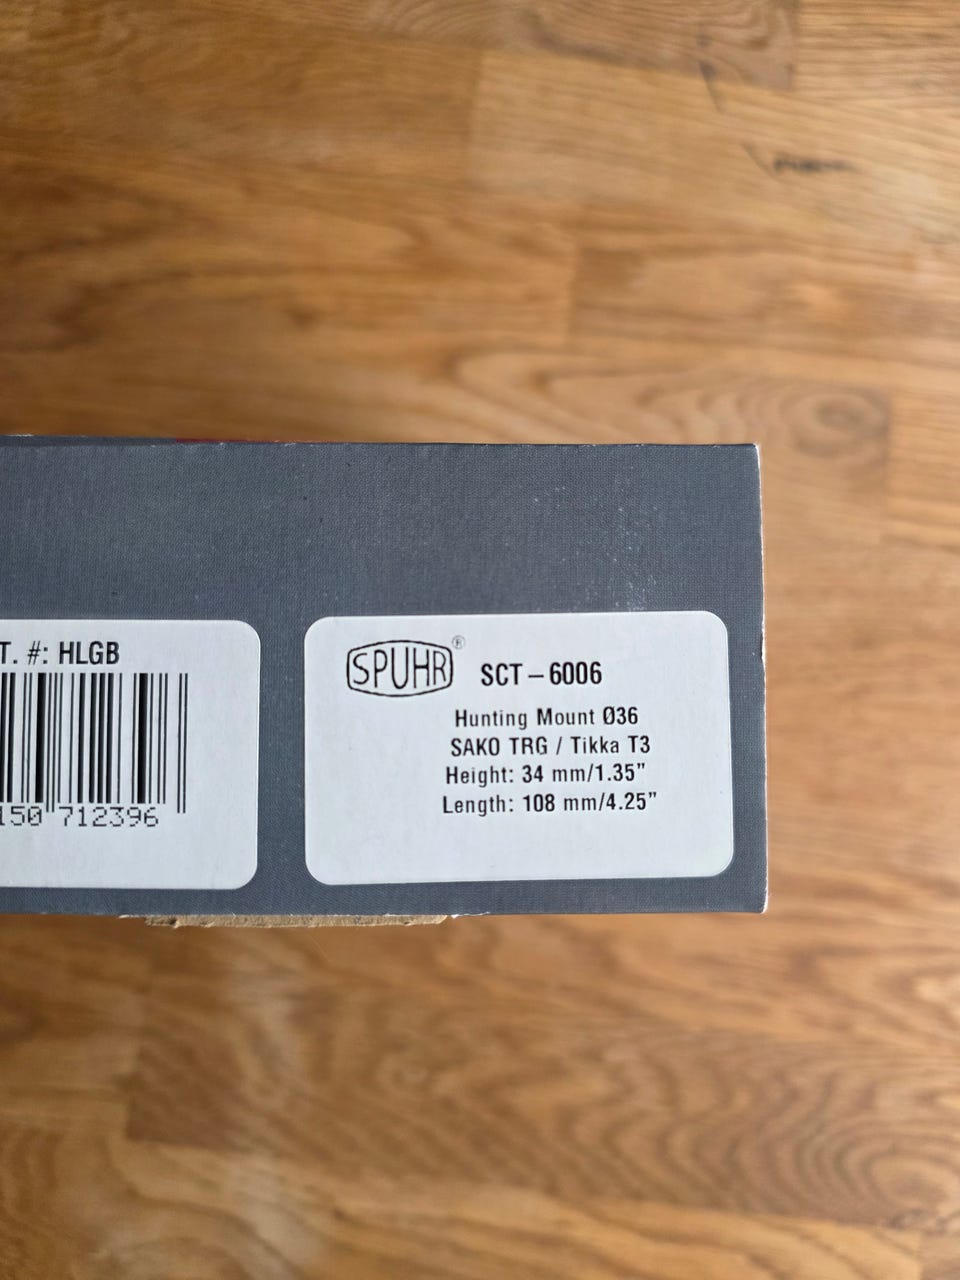 T. #: HLGB
150 712396
SPUHR®
SCT – 6006
Hunting Mount Ø36
SAKO TRG / Tikka T3
Height: 34 mm/1.35”
Length: 108 mm/4.25”